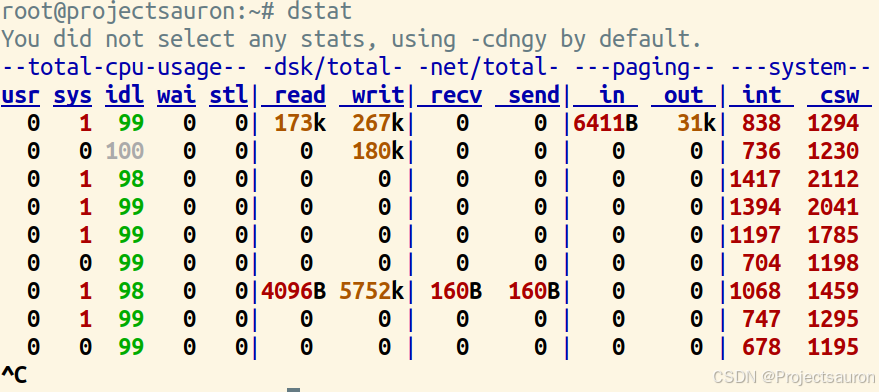 root@projectsauron:~# dstat
You did not select any stats, using -cdngy by default.
--total-cpu-usage-- -dsk/total- -net/total- ---paging-- ---system--
usr sys idl wai stl| read  writ| recv  send|  in   out | int   csw
  0   1  99   0   0| 173k  267k|   0     0 |6411B   31k| 838  1294
  0   0 100   0   0|   0   180k|   0     0 |   0     0 | 736  1230
  0   1  98   0   0|   0     0 |   0     0 |   0     0 |1417  2112
  0   1  99   0   0|   0     0 |   0     0 |   0     0 |1394  2041
  0   1  99   0   0|   0     0 |   0     0 |   0     0 |1197  1785
  0   0  99   0   0|   0     0 |   0     0 |   0     0 | 704  1198
  0   1  98   0   0|4096B 5752k| 160B  160B|   0     0 |1068  1459
  0   1  99   0   0|   0     0 |   0     0 |   0     0 | 747  1295
  0   0  99   0   0|   0     0 |   0     0 |   0     0 | 678  1195
^C
CSDN @Projectsauron